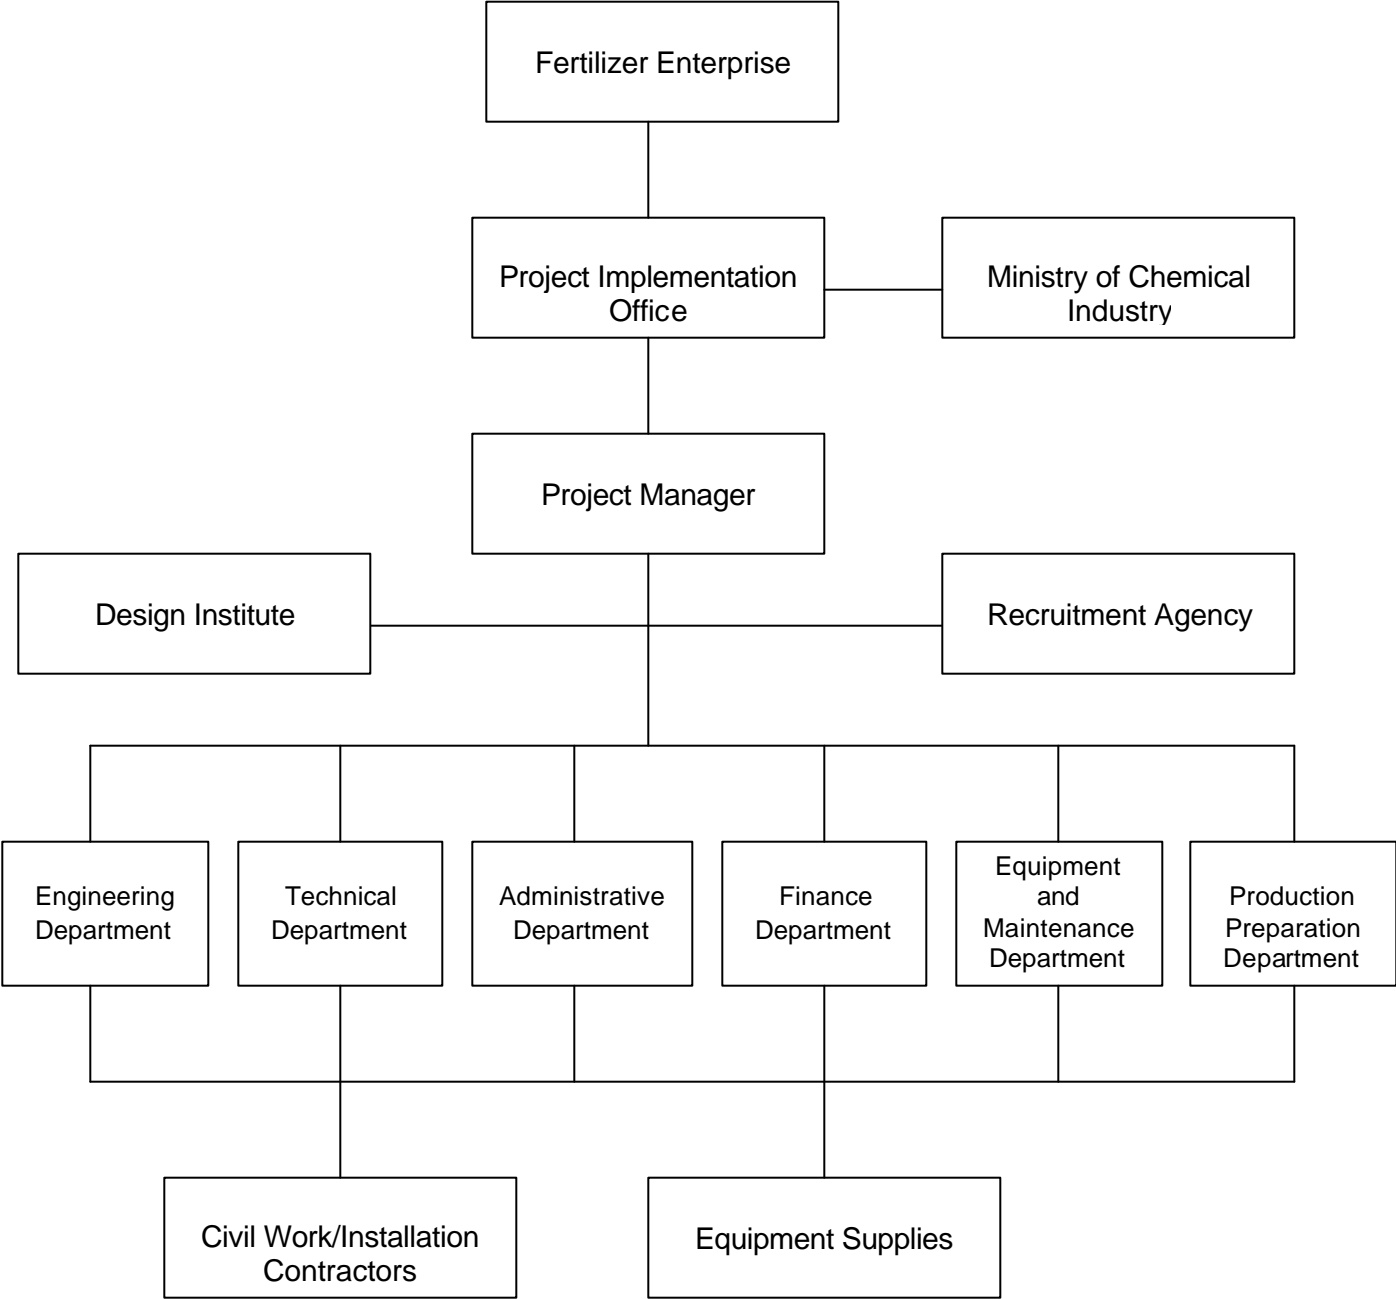 Fertilizer Enterprise
Project Implementation
Office
Ministry of Chemical
Industry
Project Manager
Design Institute
Recruitment Agency
Engineering
Department
Technical
Department
Administrative
Department
Finance
Department
Equipment
and
Maintenance
Department
Production
Preparation
Department
Civil Work/Installation
Contractors
Equipment Supplies